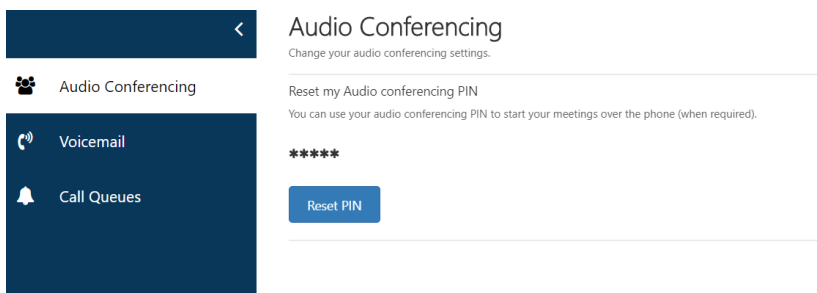 Audio Conferencing
Voicemail
Call Queues
Audio Conferencing
Change your audio conferencing settings.
Reset my Audio conferencing PIN
You can use your audio conferencing PIN to start your meetings over the phone (when required).
*****
Reset PIN